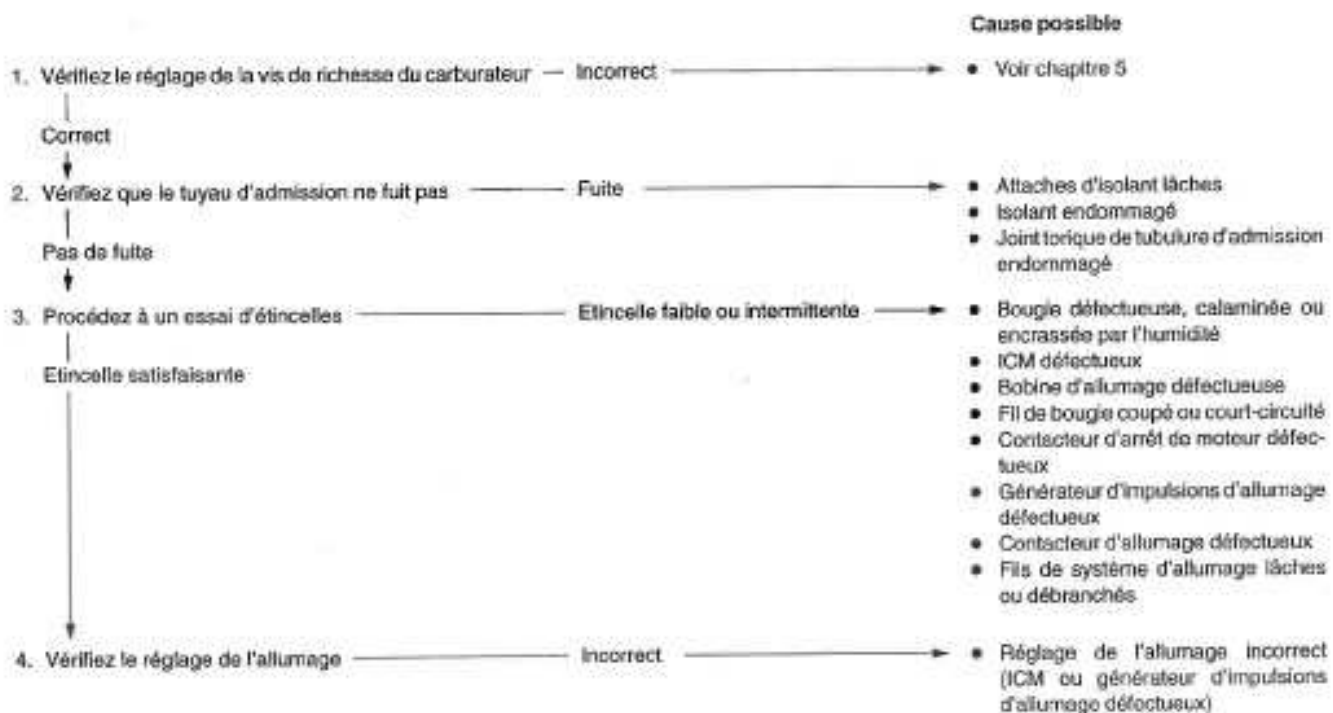 Cause possible
1. Vérifiez le réglage de la vis de richesse du carburateur — Incorrect
• Voir chapitre 5
Correct
2. Vérifiez que le tuyau d'admission ne fuit pas
Fuite
• Attaches d'isolant lâches
• Isolant endommagé
• Joint torique de tubulure d'admission
endommagé
Pas de fuite
3. Procédez à un essai d'étincelles
Etincelle faible ou intermittente
• Bougie défectueuse, calaminée ou
encrassée par l'humidité
• ICM défectueux
• Bobine d'allumage défectueuse
• Fil de bougie coupé ou court-circuité
• Contacteur d'arrêt de moteur défec-
tueux
• Générateur d'impulsions d'allumage
défectueux
• Contacteur d'allumage défectueux
• Fils de système d'allumage lâches
ou débranchés
Etincelle satisfaisante
4. Vérifiez le réglage de l'allumage
Incorrect
• Réglage de l'allumage incorrect
(ICM ou générateur d'impulsions
d'allumage défectueux)